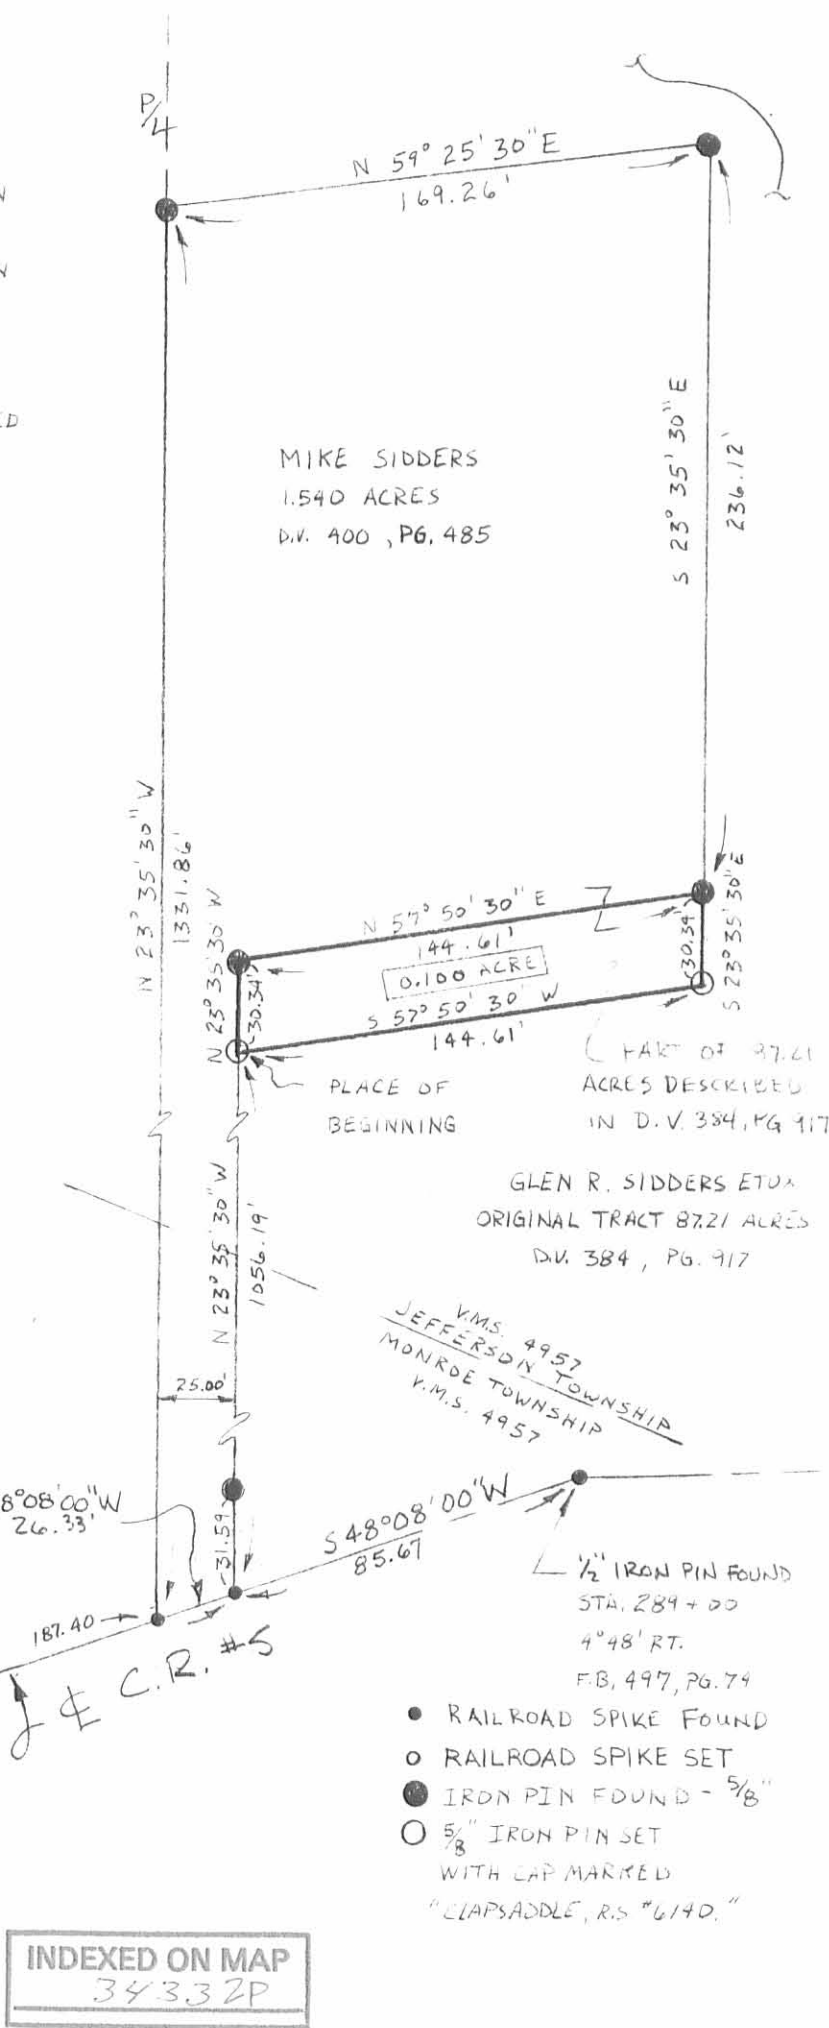 P/4
N 59° 25' 30" E
169.26'
MIKE SIDDERS
1.540 ACRES
D.V. 400 , PG. 485
S 23° 35' 30" E
236.12'
N 23° 35' 30" W
1331.86'
N 23° 35' 30" W
30.34'
N 57° 50' 30" E
144.61'
0.100 ACRE
S 57° 50' 30" W
144.61'
30.34'
S 23° 35' 30" E
PLACE OF
BEGINNING
PART OF 87.21
ACRES DESCRIBED
IN D.V. 384, PG 917
GLEN R. SIDDERS ETUX
ORIGINAL TRACT 87.21 ACRES
D.V. 384 , PG. 917
N 23° 35' 30" W
1056.19'
V.M.S. 4957
JEFFERSON TOWNSHIP
MONROE TOWNSHIP
V.M.S. 4957
25.00'
8°08'00"W
26.33'
31.59
S 48°08'00"W
85.67
187.40
℄ C.R. #5
1/2" IRON PIN FOUND
STA. 289 + 00
4°48' RT.
F.B. 497, PG. 74
RAILROAD SPIKE FOUND
RAILROAD SPIKE SET
IRON PIN FOUND - 5/8"
5/8" IRON PIN SET
WITH CAP MARKED
"CLAPSADDLE, R.S #6140."
INDEXED ON MAP
34332P